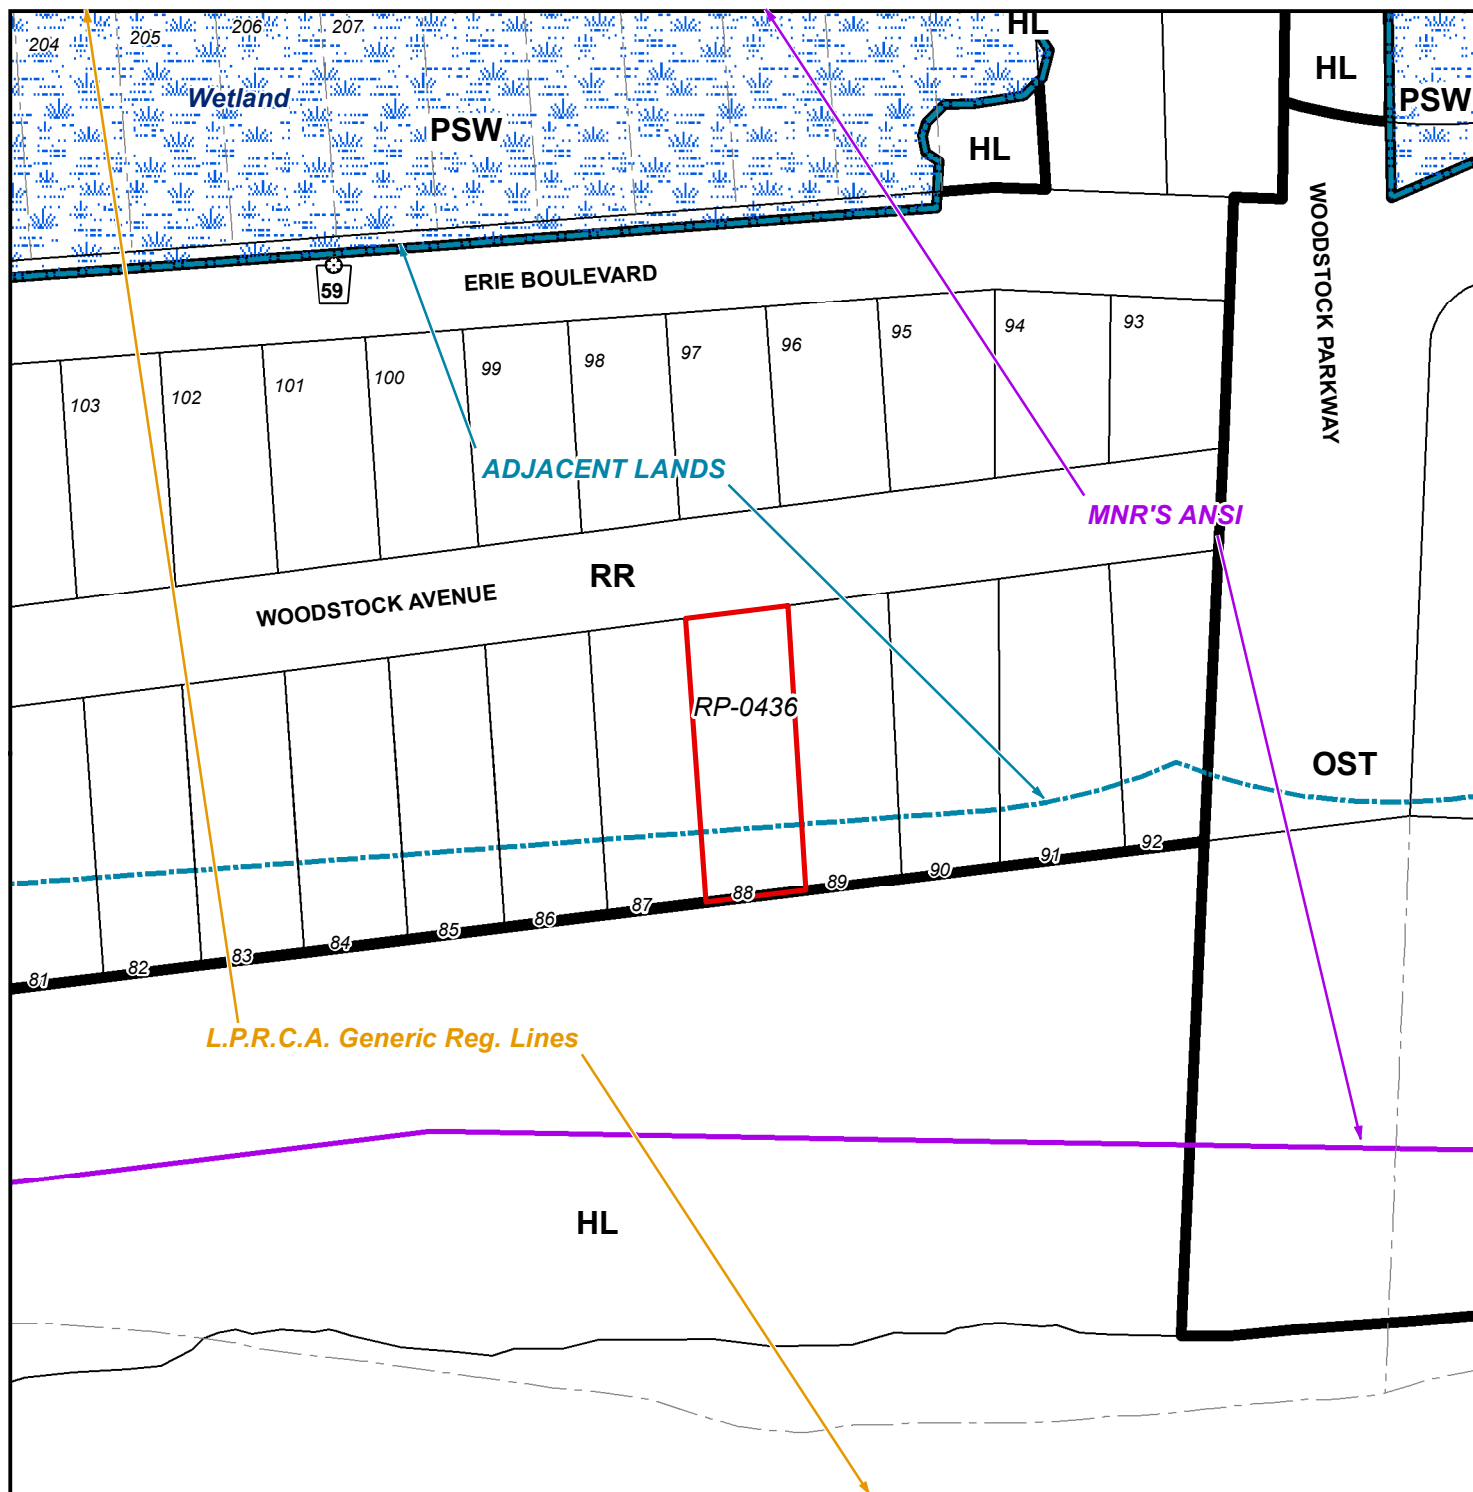 HL
204
205
206
207
HL
Wetland
PSW
PSW
HL
WOODSTOCK PARKWAY
ERIE BOULEVARD
59
103
102
101
100
99
98
97
96
95
94
93
ADJACENT LANDS
MNR'S ANSI
RR
WOODSTOCK AVENUE
RP-0436
OST
81
82
83
84
85
86
87
88
89
90
91
92
L.P.R.C.A. Generic Reg. Lines
HL